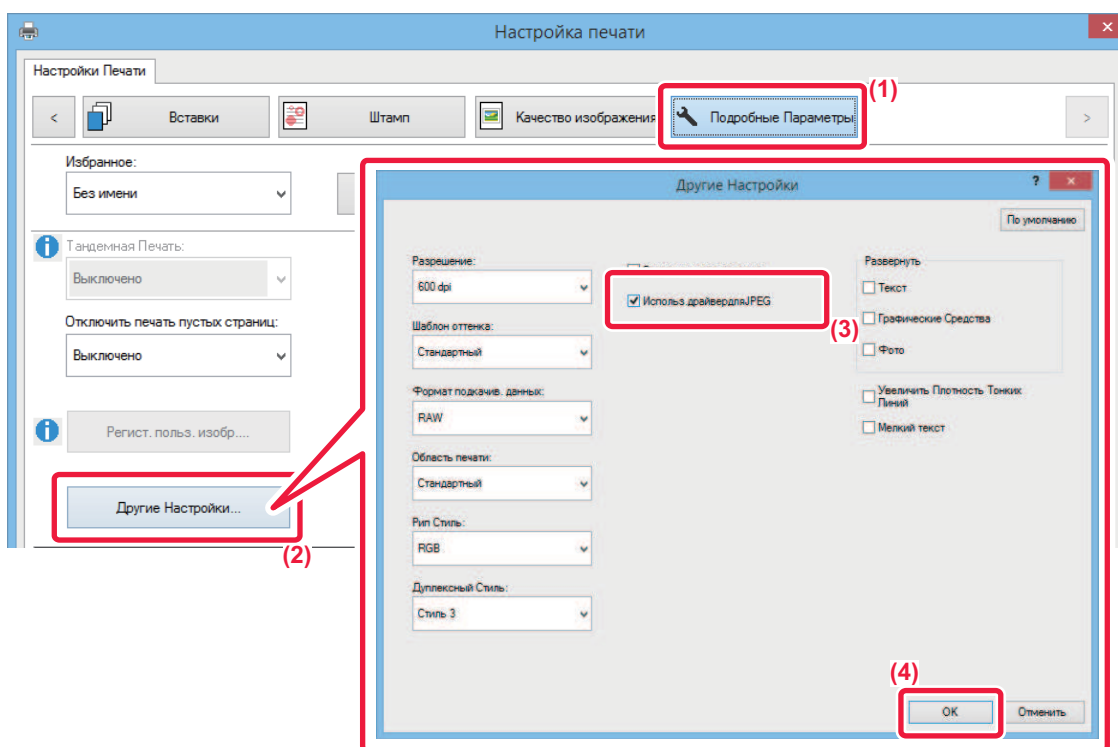 Настройка печати
Настройки Печати
(1)
<
Вставки
Штамп
Качество изображения
Подробные Параметры
>
Избранное:
Без имени
Тандемная Печать:
Выключено
Отключить печать пустых страниц:
Выключено
Регист. польз. изобр....
Другие Настройки...
(2)
Другие Настройки
?
По умолчанию
Разрешение:
600 dpi
Шаблон оттенка:
Стандартный
Формат подкачив. данных:
RAW
Область печати:
Стандартный
Рип Стиль:
RGB
Дуплексный Стиль:
Стиль 3
Использ.драйвердляJPEG
(3)
Развернуть
Текст
Графические Средства
Фото
Увеличить Плотность Тонких
Линий
Мелкий текст
(4)
OK
Отменить